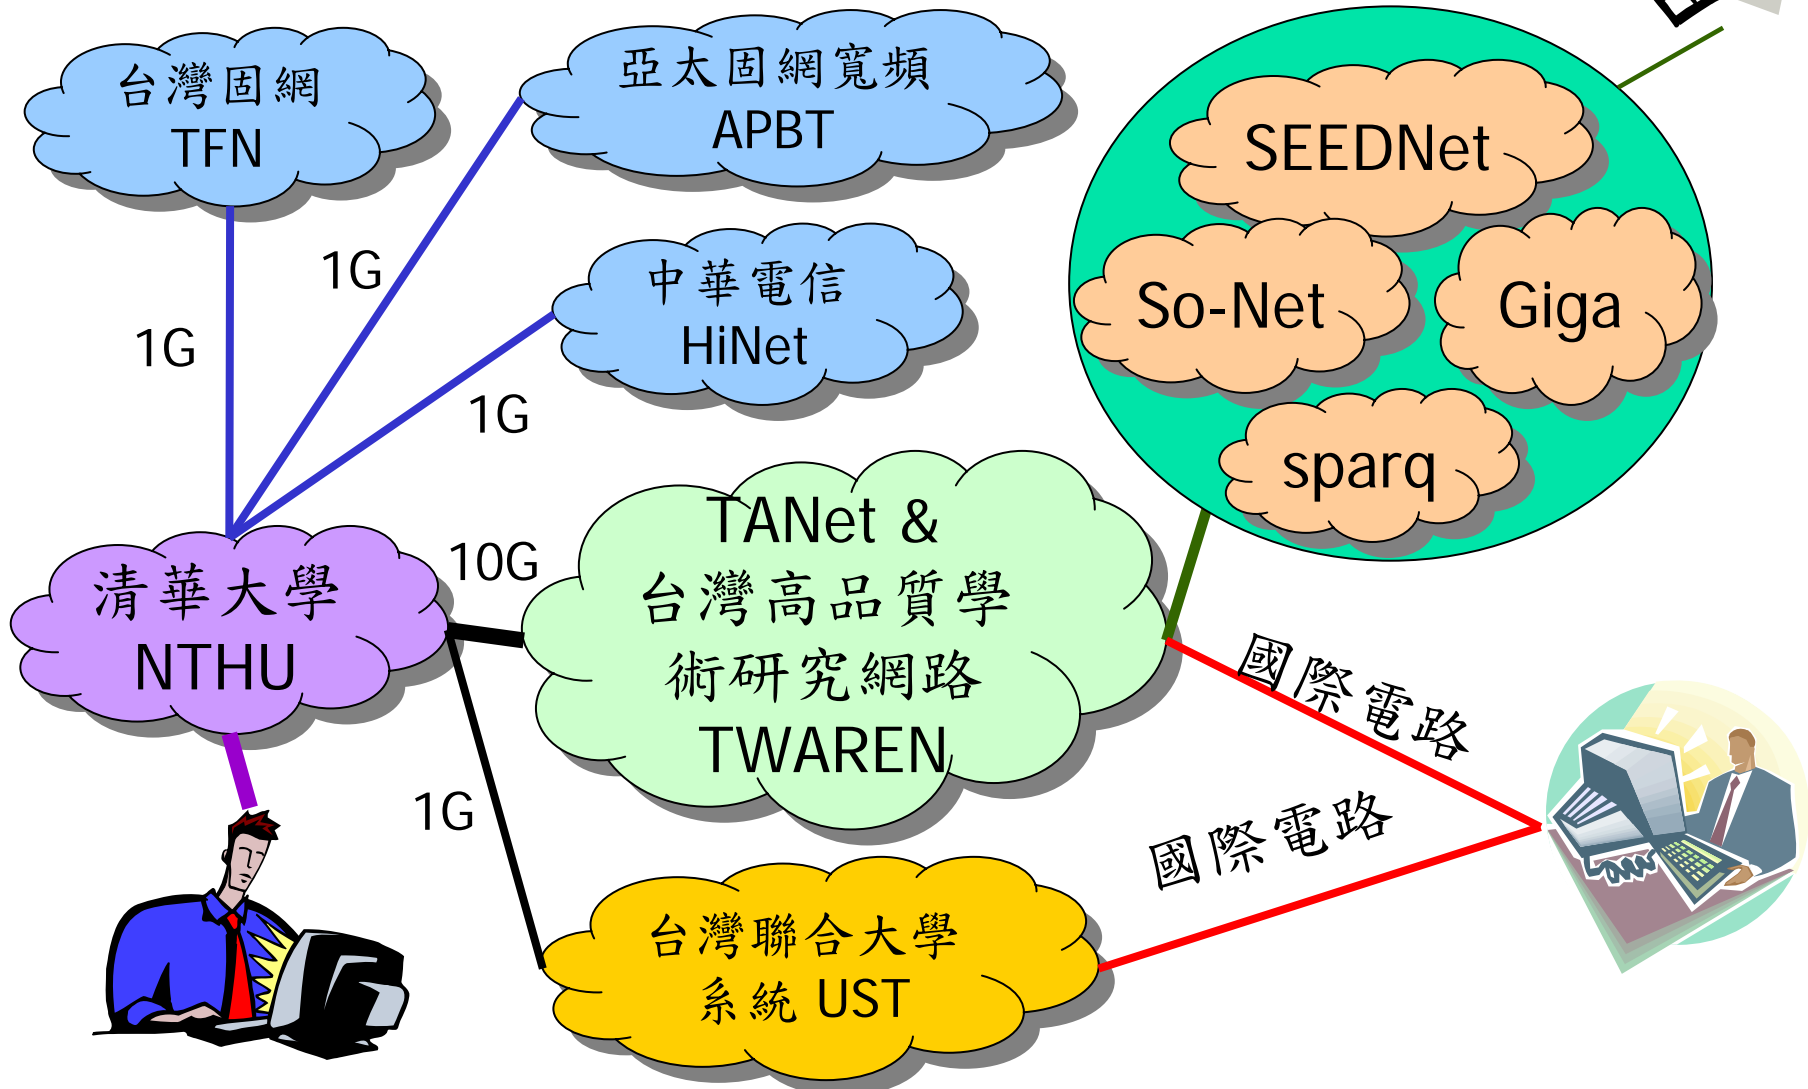 台灣固網
TFN
亞太固網寬頻
APBT
SEEDNet
1G
中華電信
HiNet
So-Net
Giga
1G
1G
sparq
清華大學
NTHU
10G
TANet &
台灣高品質學
術研究網路
TWAREN
國際電路
1G
國際電路
台灣聯合大學
系統 UST